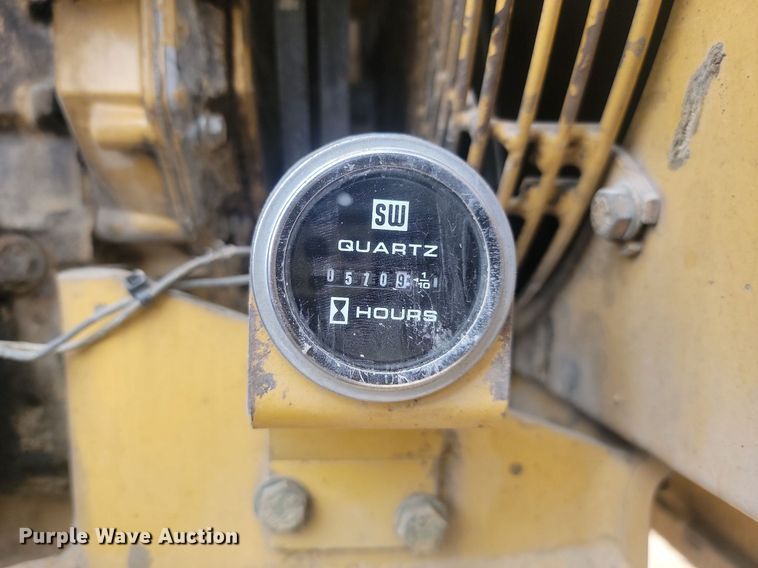 SW
QUARTZ
05709 1/10
HOURS
Purple Wave Auction